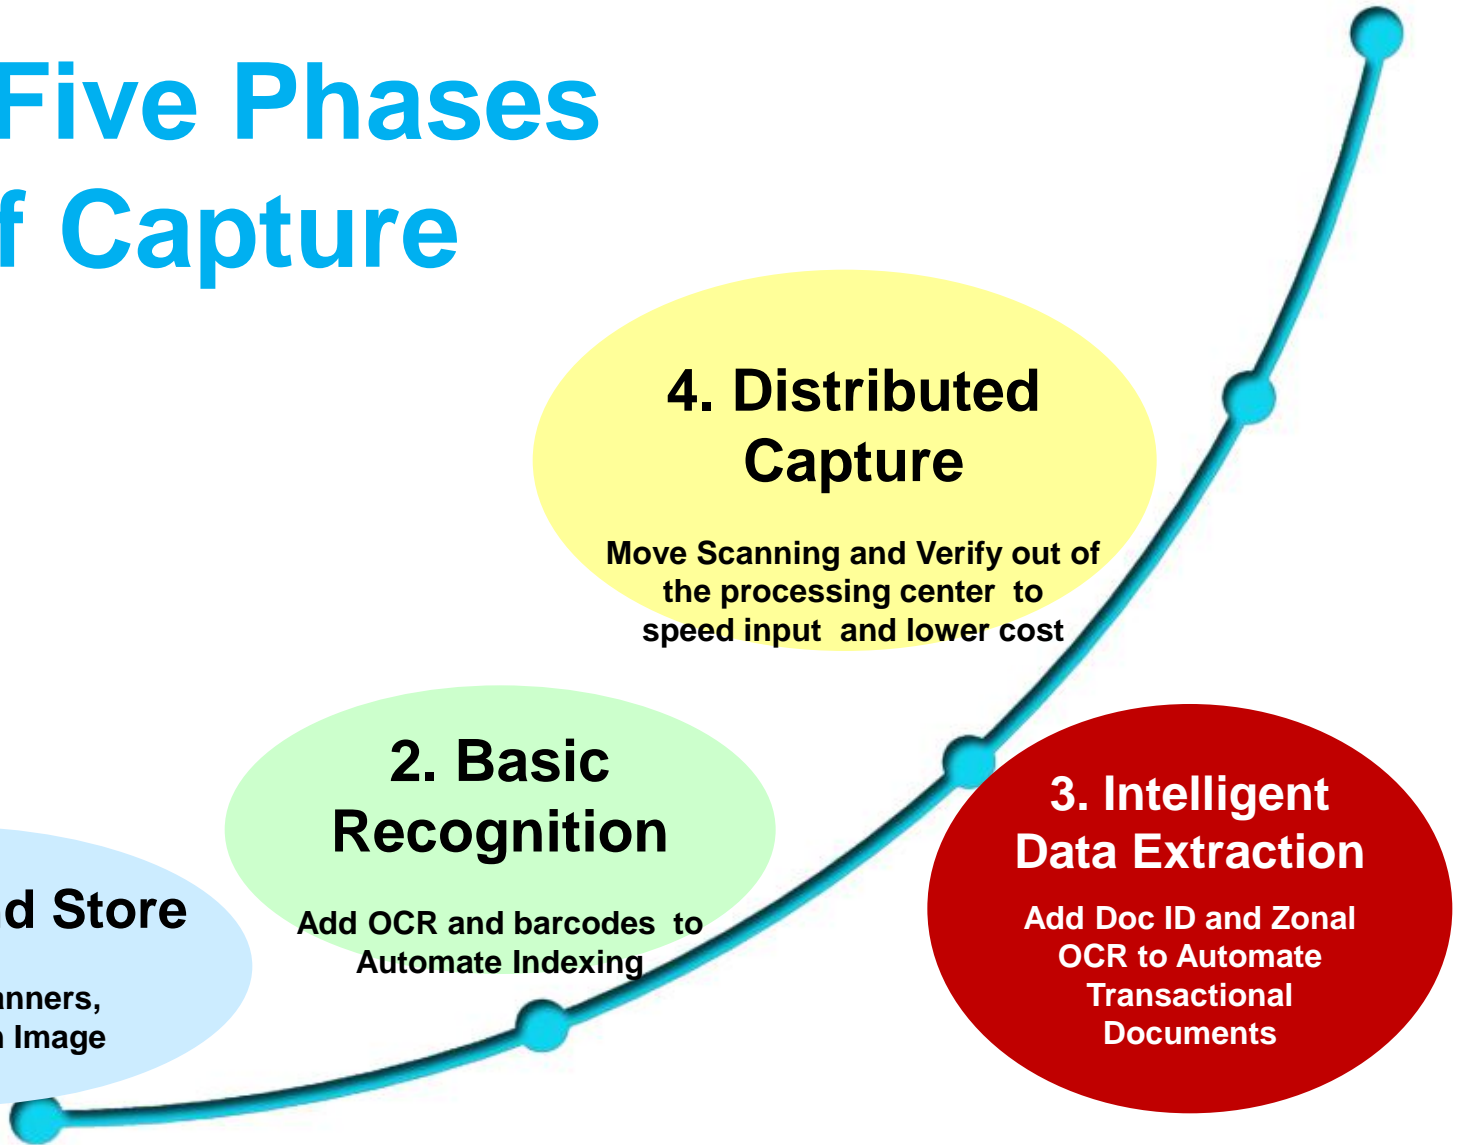 Five Phases
f Capture
4. Distributed
Capture
Move Scanning and Verify out of
the processing center to
speed input and lower cost
2. Basic
Recognition
Add OCR and barcodes to
Automate Indexing
3. Intelligent
Data Extraction
Add Doc ID and Zonal
OCR to Automate
Transactional
Documents
nd Store
anners,
n Image